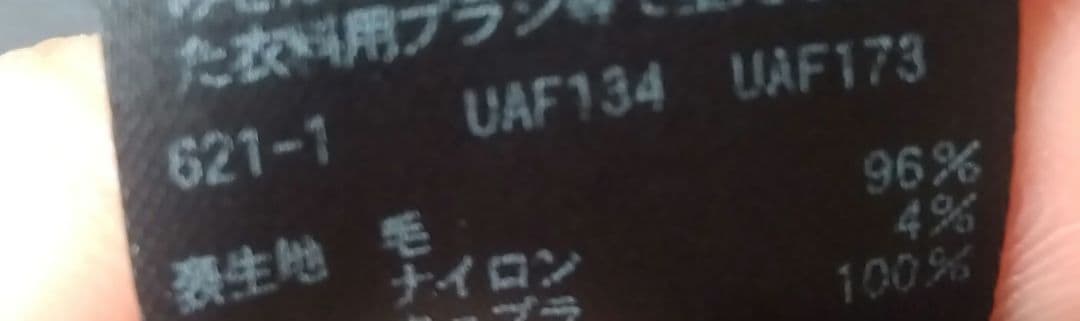 た衣料用ブラシ等で
621-1 UAF134 UAF173
表生地 毛 96%
ナイロン 4%
100%